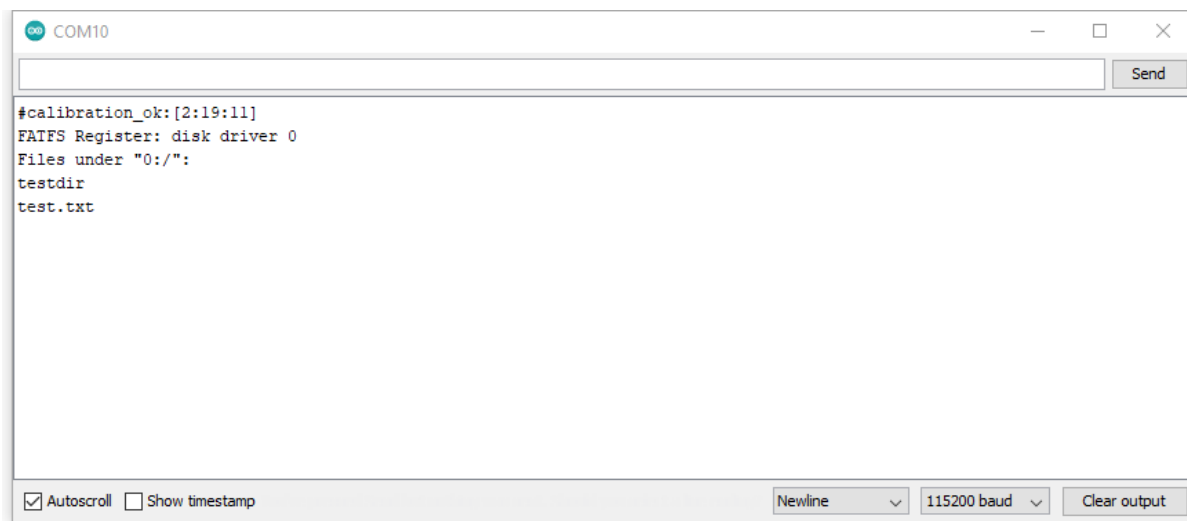 COM10
Send
#calibration_ok:[2:19:11]
FATFS Register: disk driver 0
Files under "0:/":
testdir
test.txt
Autoscroll Show timestamp Newline 115200 baud Clear output